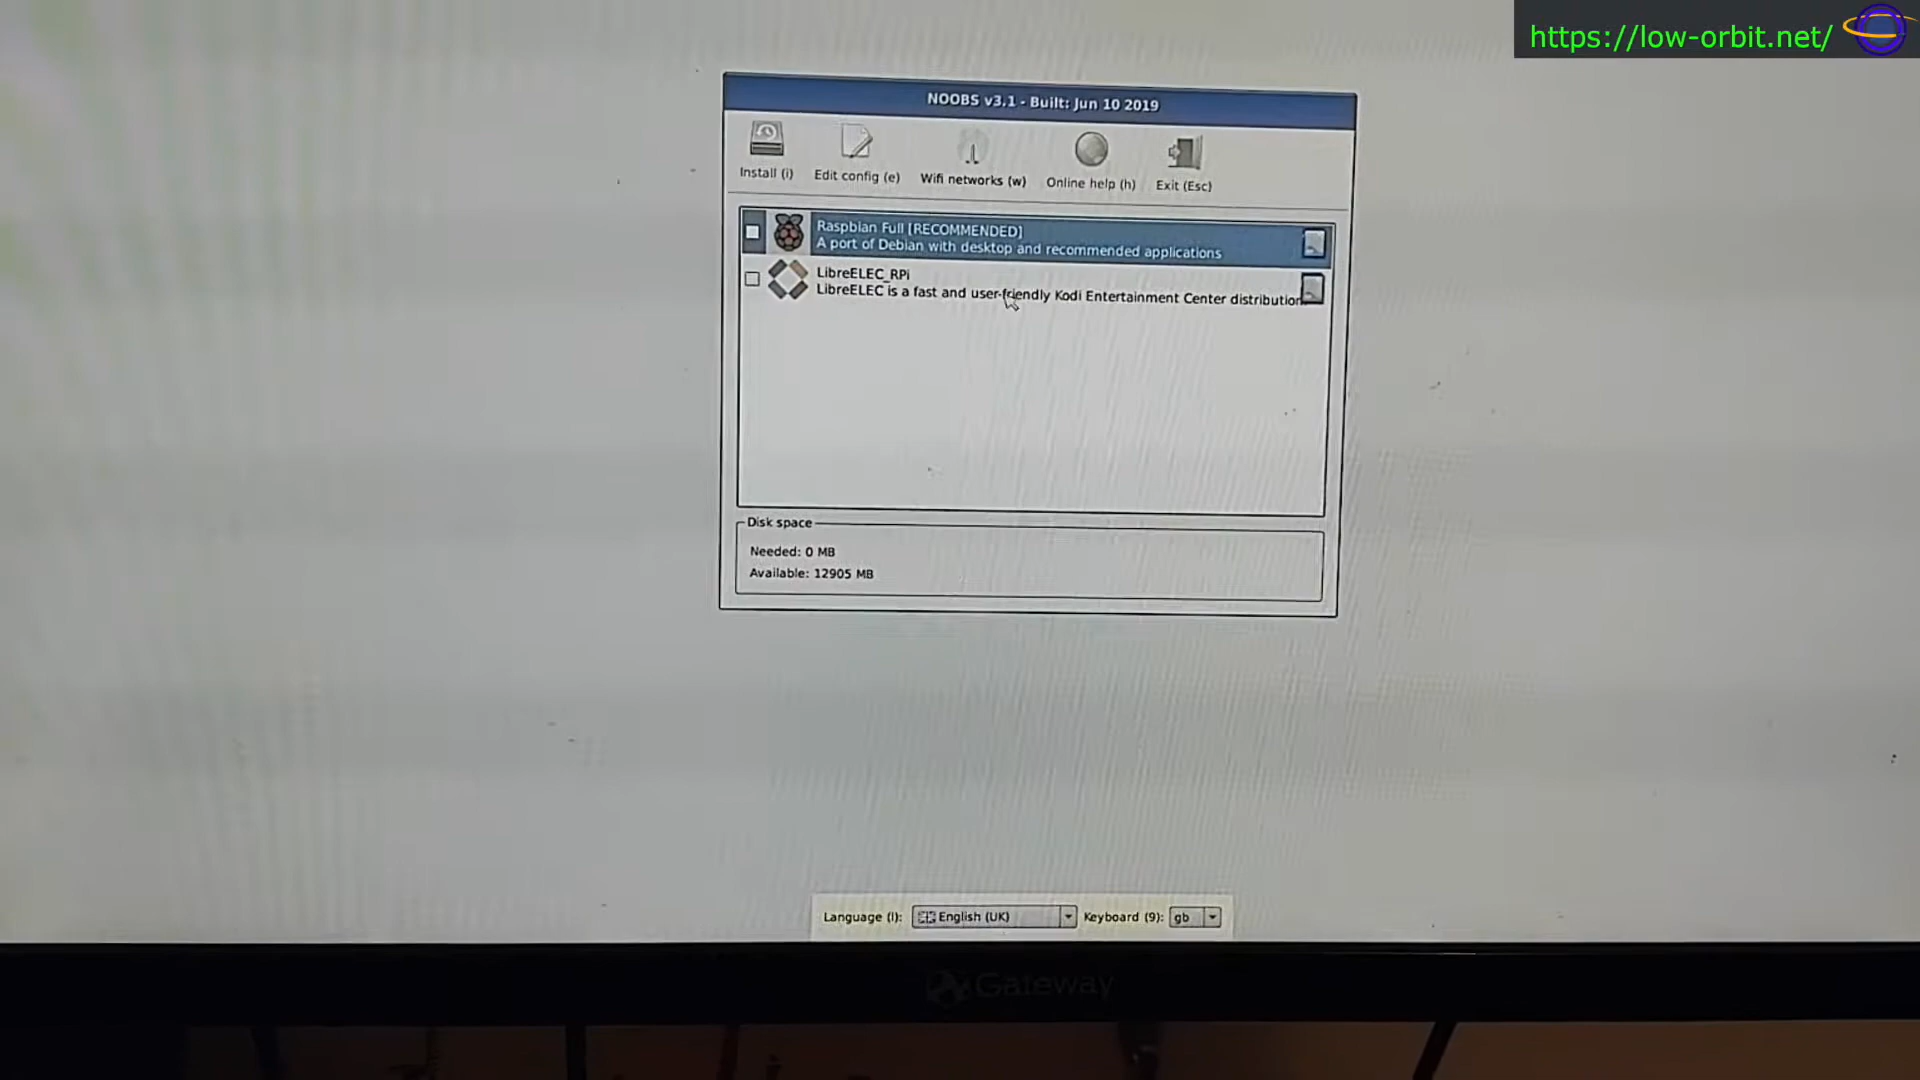 https://low-orbit.net/
NOOBS v3.1 - Built: Jun 10 2019
Install (i)
Edit config (e)
Wifi networks (w)
Online help (h)
Exit (Esc)
Raspbian Full [RECOMMENDED]
A port of Debian with desktop and recommended applications
LibreELEC_RPi
LibreELEC is a fast and user-friendly Kodi Entertainment Center distribution
Disk space
Needed: 0 MB
Available: 12905 MB
Language (l): English (UK) Keyboard (9): gb
Gateway